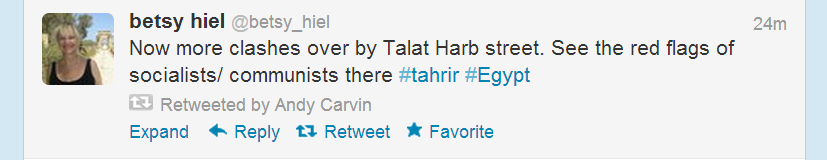 betsy hiel @betsy_hiel 24m
Now more clashes over by Talat Harb street. See the red flags of
socialists/ communists there #tahrir #Egypt
Retweeted by Andy Carvin
Expand Reply Retweet Favorite